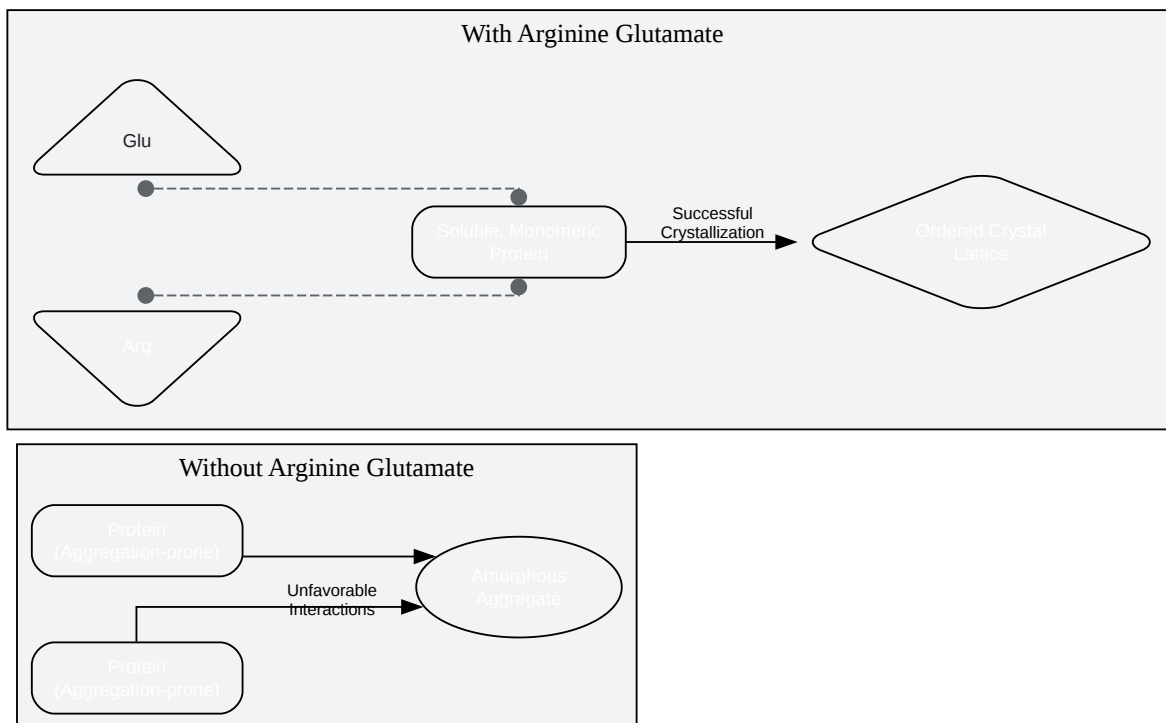 With Arginine Glutamate
Glu
Soluble, Monomeric
Protein
Successful
Crystallization
Ordered Crystal
Lattice
Arg
Without Arginine Glutamate
Protein
(Aggregation-prone)
Unfavorable
Interactions
Amorphous
Aggregate
Protein
(Aggregation-prone)